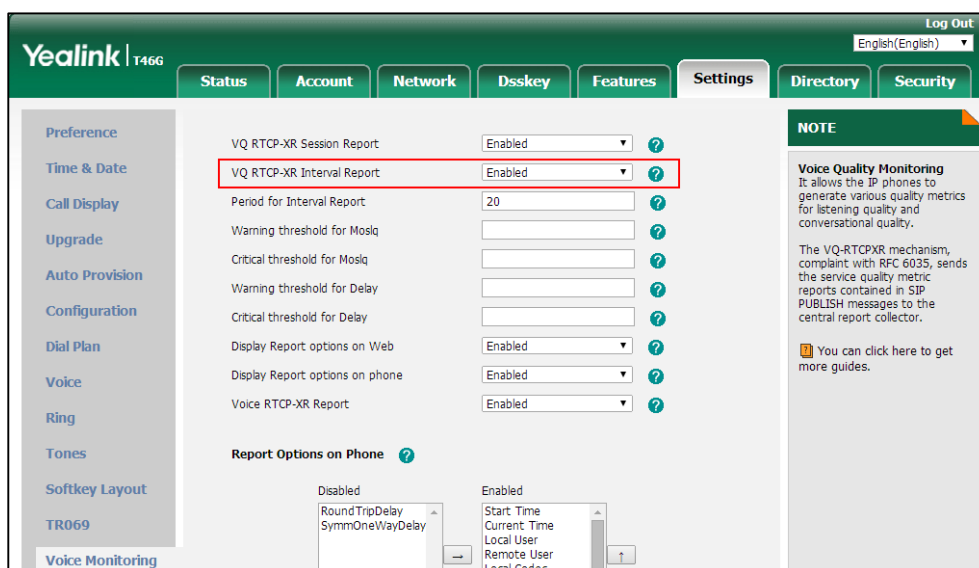 Log Out
Yealink | T46G
English(English)
Status Account Network Dsskey Features Settings Directory Security
Preference
Time & Date
Call Display
Upgrade
Auto Provision
Configuration
Dial Plan
Voice
Ring
Tones
Softkey Layout
TR069
Voice Monitoring
VQ RTCP-XR Session Report Enabled ?
VQ RTCP-XR Interval Report Enabled ?
Period for Interval Report 20 ?
Warning threshold for Moslq ?
Critical threshold for Moslq ?
Warning threshold for Delay ?
Critical threshold for Delay ?
Display Report options on Web Enabled ?
Display Report options on phone Enabled ?
Voice RTCP-XR Report Enabled ?
Report Options on Phone ?
Disabled Enabled
RoundTripDelay Start Time
SymmOneWayDelay Current Time
Local User
→ Remote User ↑
Local Codec
NOTE
Voice Quality Monitoring
It allows the IP phones to
generate various quality metrics
for listening quality and
conversational quality.
The VQ-RTCPXR mechanism,
complaint with RFC 6035, sends
the service quality metric
reports contained in SIP
PUBLISH messages to the
central report collector.
? You can click here to get
more guides.